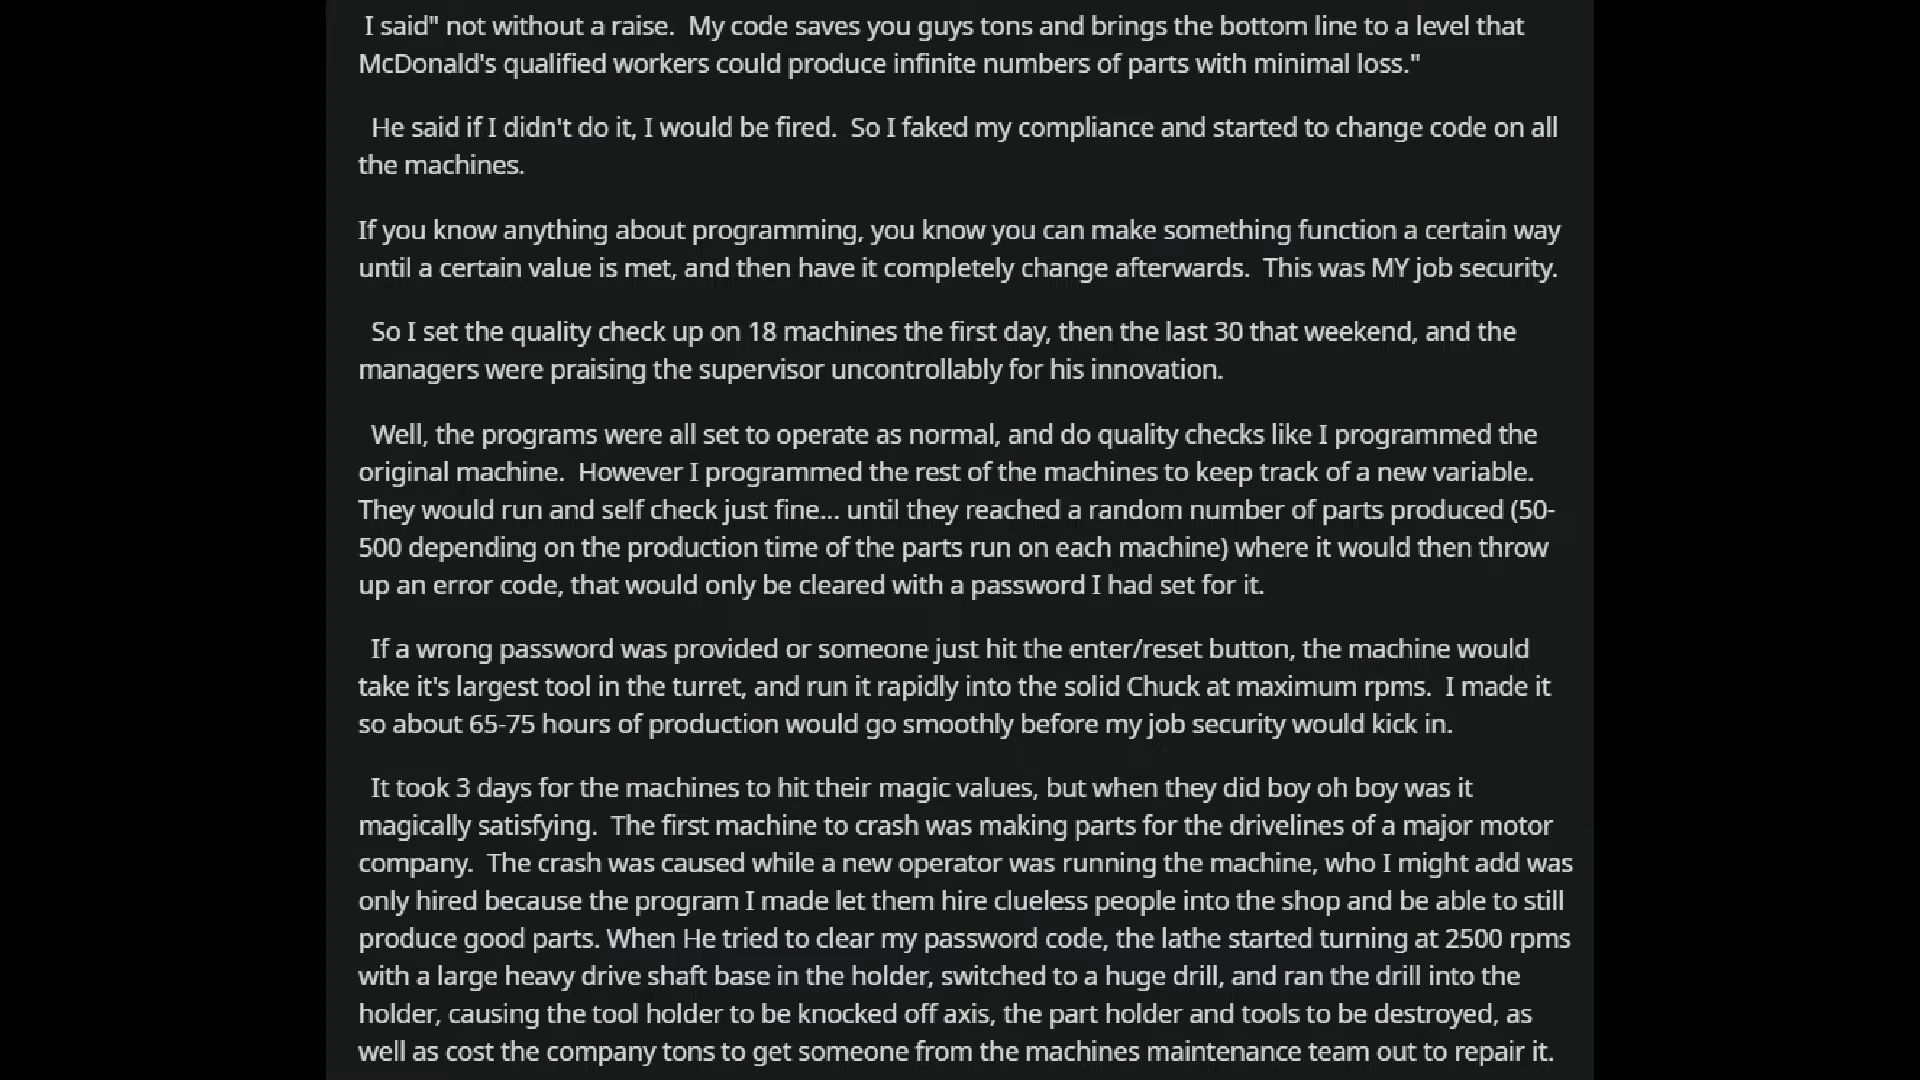 I said" not without a raise.  My code saves you guys tons and brings the bottom line to a level that
McDonald's qualified workers could produce infinite numbers of parts with minimal loss."
He said if I didn't do it, I would be fired.  So I faked my compliance and started to change code on all
the machines.
If you know anything about programming, you know you can make something function a certain way
until a certain value is met, and then have it completely change afterwards.  This was MY job security.
So I set the quality check up on 18 machines the first day, then the last 30 that weekend, and the
managers were praising the supervisor uncontrollably for his innovation.
Well, the programs were all set to operate as normal, and do quality checks like I programmed the
original machine.  However I programmed the rest of the machines to keep track of a new variable.
They would run and self check just fine... until they reached a random number of parts produced (50-
500 depending on the production time of the parts run on each machine) where it would then throw
up an error code, that would only be cleared with a password I had set for it.
If a wrong password was provided or someone just hit the enter/reset button, the machine would
take it's largest tool in the turret, and run it rapidly into the solid Chuck at maximum rpms.  I made it
so about 65-75 hours of production would go smoothly before my job security would kick in.
It took 3 days for the machines to hit their magic values, but when they did boy oh boy was it
magically satisfying.  The first machine to crash was making parts for the drivelines of a major motor
company.  The crash was caused while a new operator was running the machine, who I might add was
only hired because the program I made let them hire clueless people into the shop and be able to still
produce good parts. When He tried to clear my password code, the lathe started turning at 2500 rpms
with a large heavy drive shaft base in the holder, switched to a huge drill, and ran the drill into the
holder, causing the tool holder to be knocked off axis, the part holder and tools to be destroyed, as
well as cost the company tons to get someone from the machines maintenance team out to repair it.